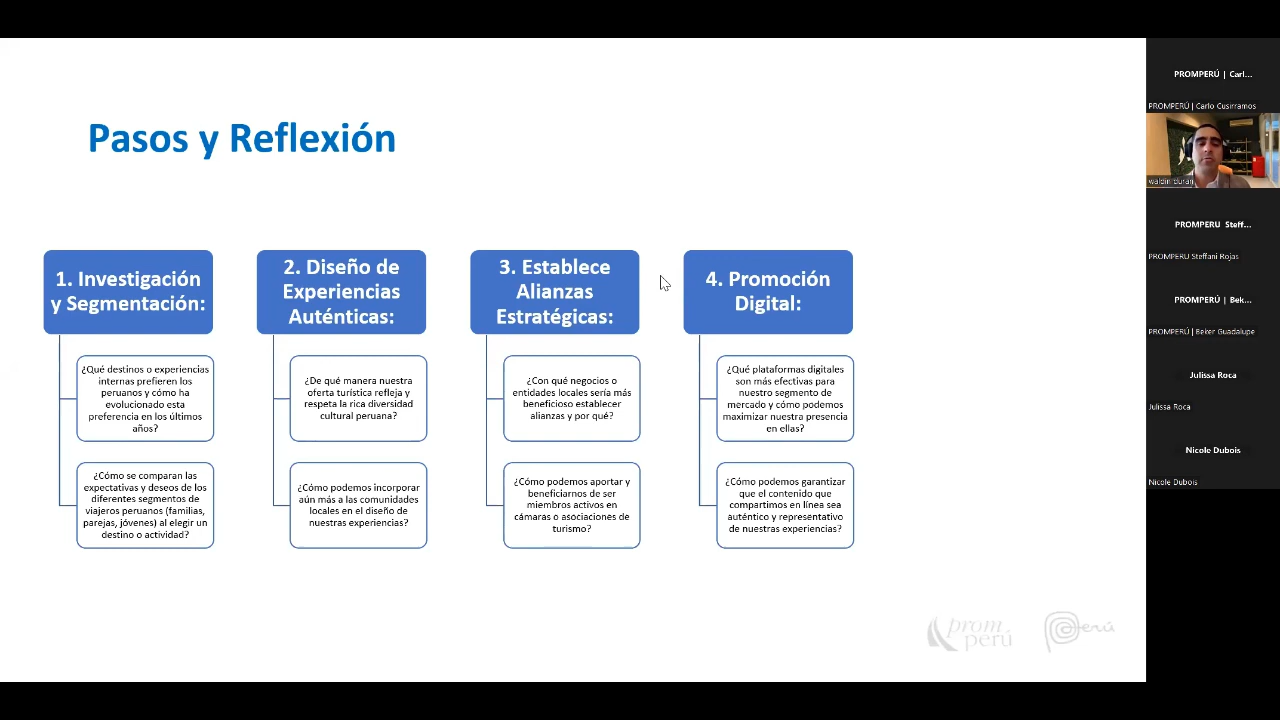 Pasos y Reflexión
1. Investigación
y Segmentación:
¿Qué destinos o experiencias
internas prefieren los
peruanos y cómo ha
evolucionado esta
preferencia en los últimos
años?
¿Cómo se comparan las
expectativas y deseos de los
diferentes segmentos de
viajeros peruanos (familias,
parejas, jóvenes) al elegir un
destino o actividad?
2. Diseño de
Experiencias
Auténticas:
¿De qué manera nuestra
oferta turística refleja y
respeta la rica diversidad
cultural peruana?
¿Cómo podemos incorporar
aún más a las comunidades
locales en el diseño de
nuestras experiencias?
3. Establece
Alianzas
Estratégicas:
¿Con qué negocios o
entidades locales sería más
beneficioso establecer
alianzas y por qué?
¿Cómo podemos aportar y
beneficiarnos de ser
miembros activos en
cámaras o asociaciones de
turismo?
4. Promoción
Digital:
¿Qué plataformas digitales
son más efectivas para
nuestro segmento de
mercado y cómo podemos
maximizar nuestra presencia
en ellas?
¿Cómo podemos garantizar
que el contenido que
compartimos en línea sea
auténtico y representativo
de nuestras experiencias?
prom
perú
Perú
PROMPERÚ | Carl...
PROMPERÚ | Carlo Cusirramos
waldin duran
PROMPERU Steff...
PROMPERU Steffani Rojas
PROMPERÚ | Bek...
PROMPERÚ | Beker Guadalupe
Julissa Roca
Julissa Roca
Nicole Dubois
Nicole Dubois